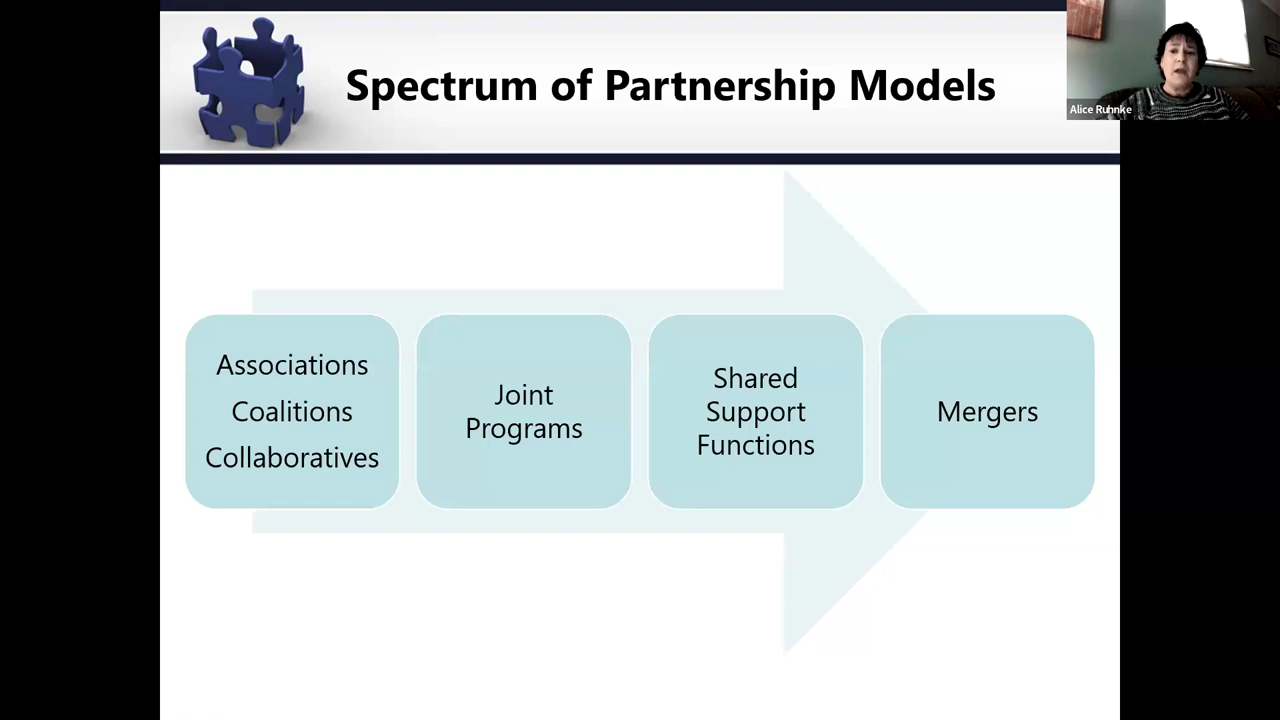 Spectrum of Partnership Models
Alice Ruhnke
Associations
Coalitions
Collaboratives
Joint
Programs
Shared
Support
Functions
Mergers